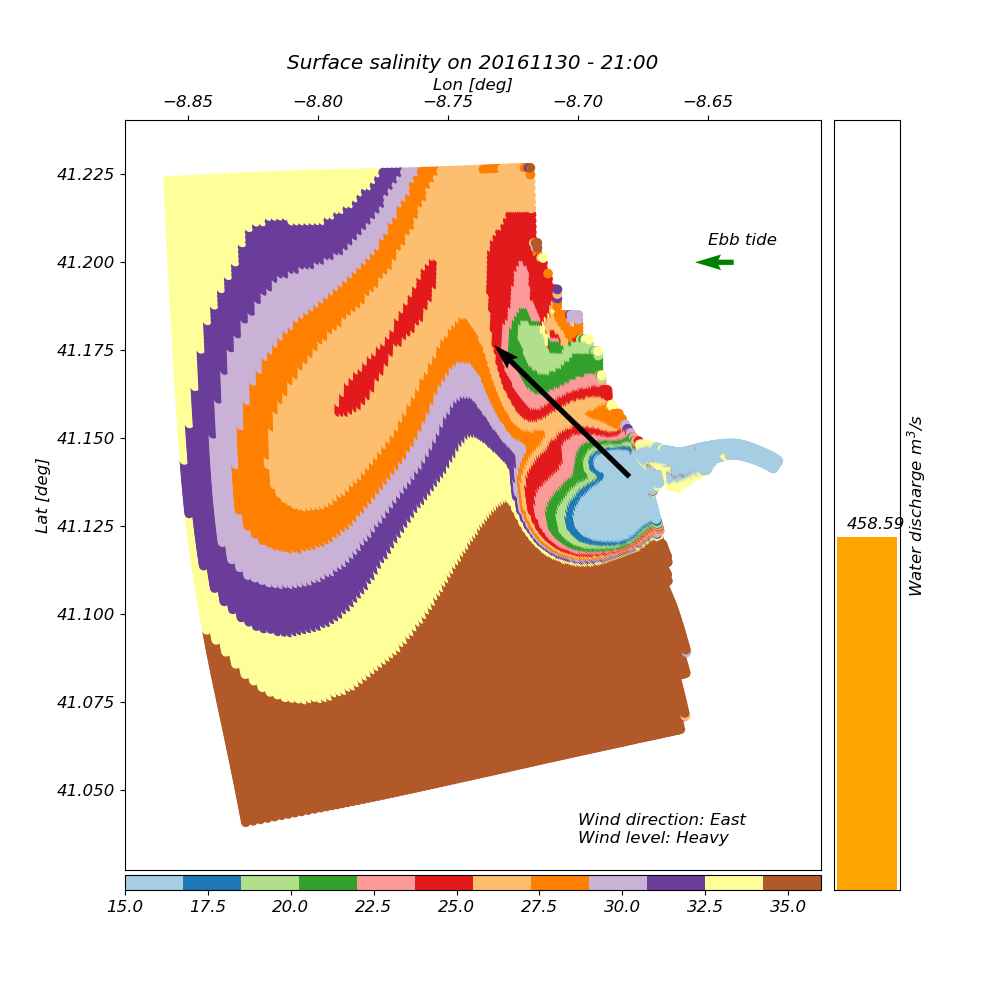 Surface salinity on 20161130 - 21:00
Lon [deg]
−8.85 −8.80 −8.75 −8.70 −8.65
41.225
41.200
41.175
41.150
41.125
41.100
41.075
41.050
Lat [deg]
Ebb tide
Wind direction: East
Wind level: Heavy
458.59
Water discharge m³/s
15.0 17.5 20.0 22.5 25.0 27.5 30.0 32.5 35.0